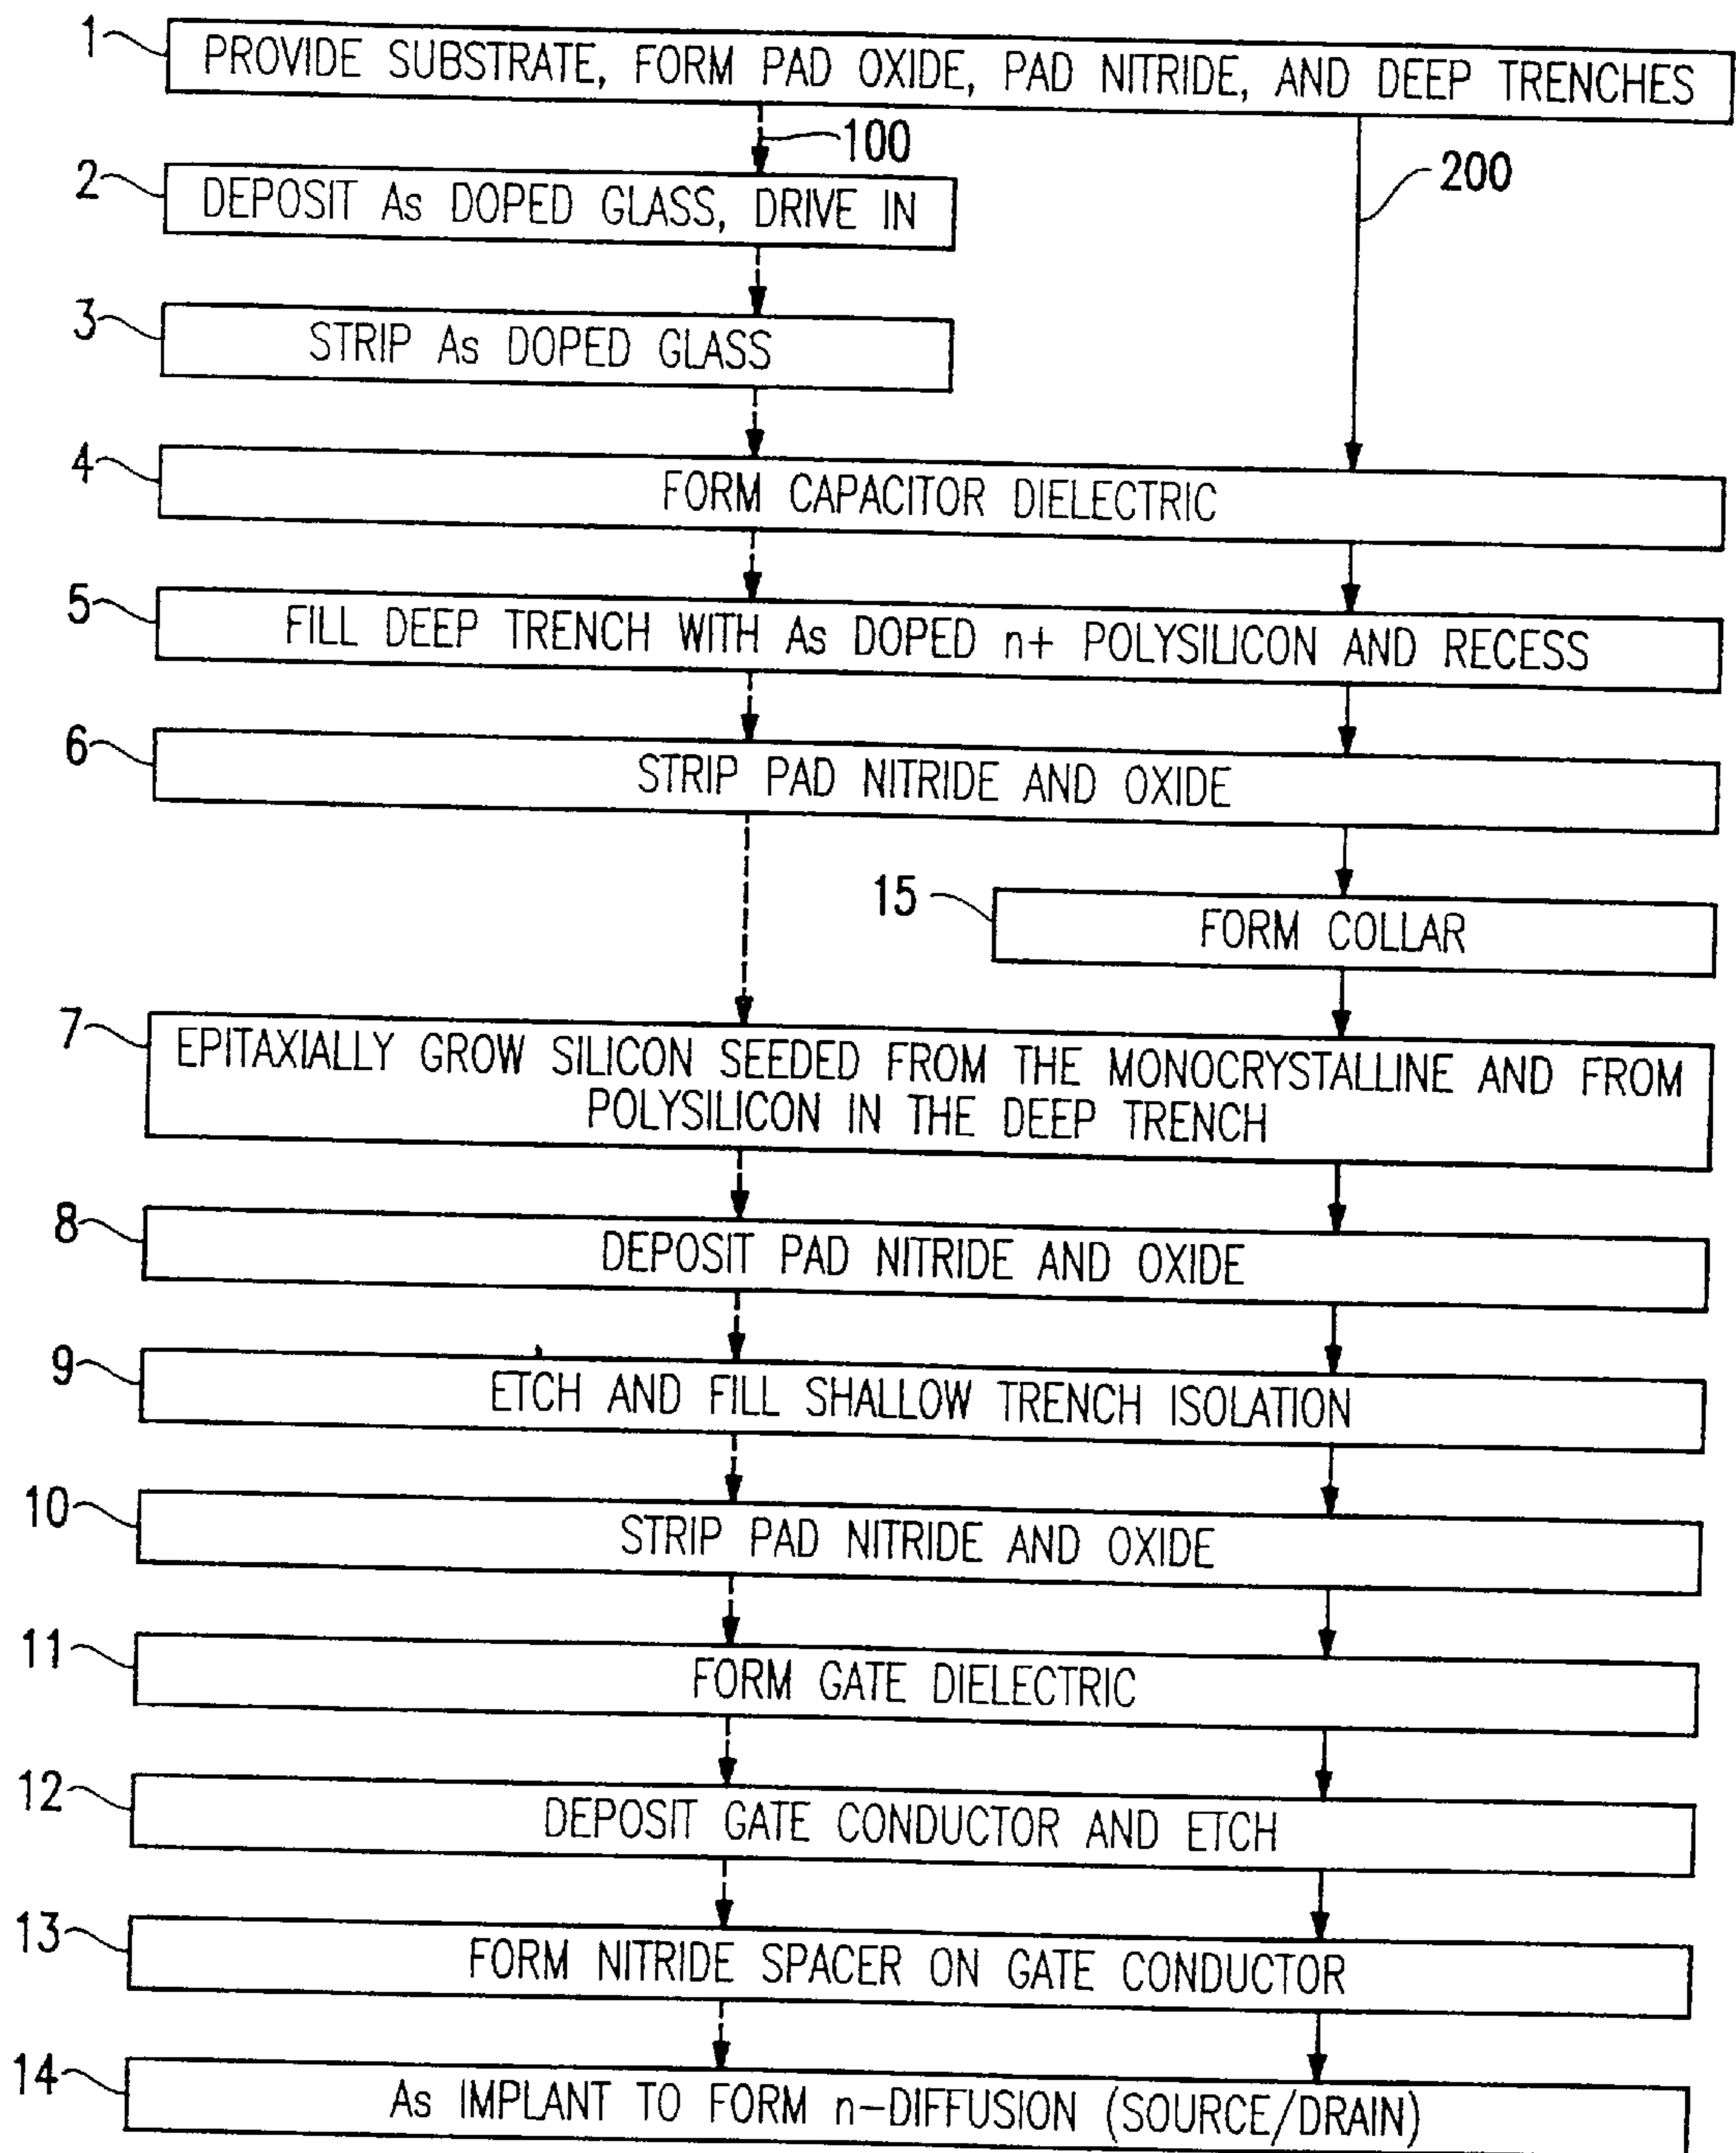 1
PROVIDE SUBSTRATE, FORM PAD OXIDE, PAD NITRIDE, AND DEEP TRENCHES
100
200
2
DEPOSIT As DOPED GLASS, DRIVE IN
3
STRIP As DOPED GLASS
4
FORM CAPACITOR DIELECTRIC
5
FILL DEEP TRENCH WITH As DOPED n+ POLYSILICON AND RECESS
6
STRIP PAD NITRIDE AND OXIDE
15
FORM COLLAR
7
EPITAXIALLY GROW SILICON SEEDED FROM THE MONOCRYSTALLINE AND FROM
POLYSILICON IN THE DEEP TRENCH
8
DEPOSIT PAD NITRIDE AND OXIDE
9
ETCH AND FILL SHALLOW TRENCH ISOLATION
10
STRIP PAD NITRIDE AND OXIDE
11
FORM GATE DIELECTRIC
12
DEPOSIT GATE CONDUCTOR AND ETCH
13
FORM NITRIDE SPACER ON GATE CONDUCTOR
14
As IMPLANT TO FORM n-DIFFUSION (SOURCE/DRAIN)